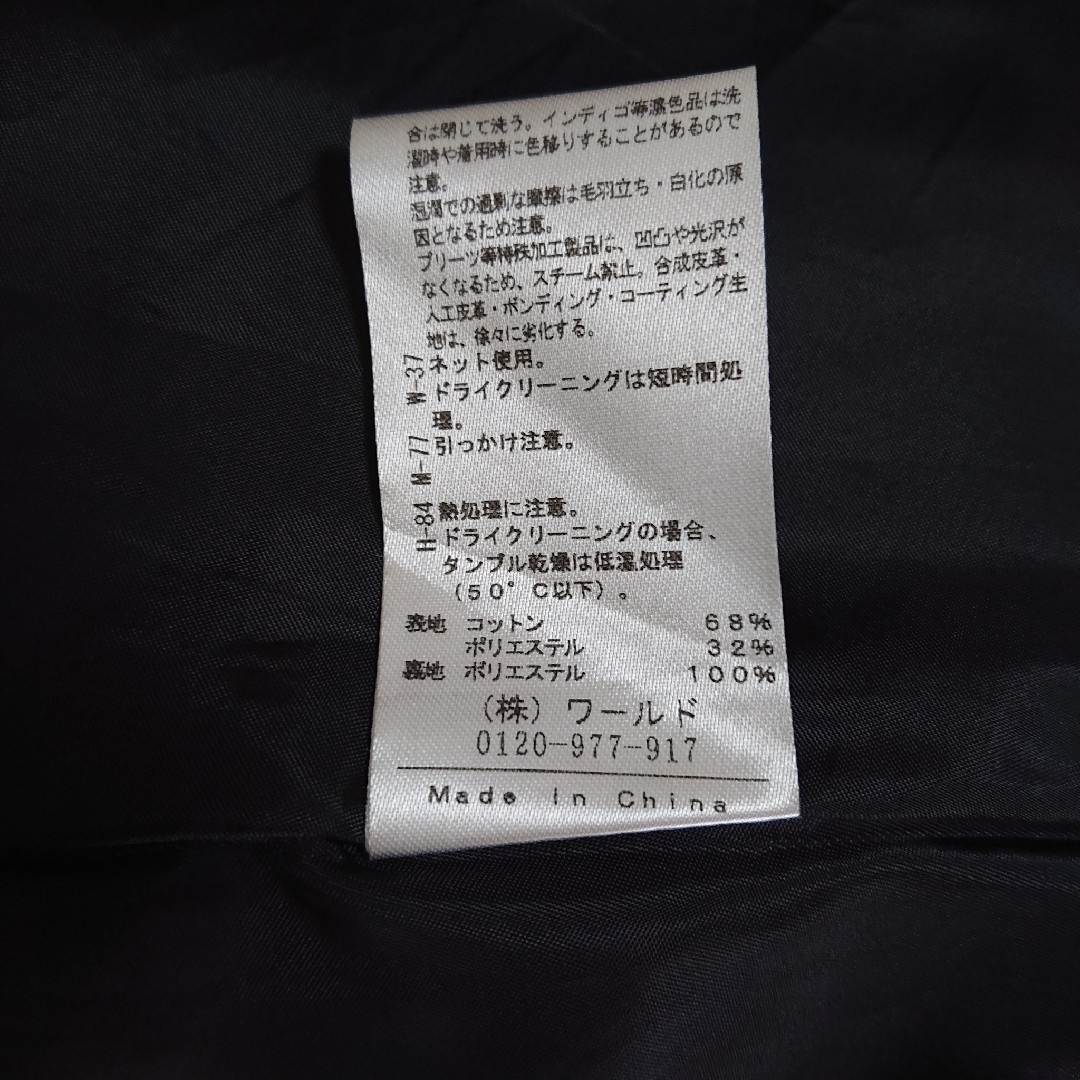 合は閉じて洗う。インディゴ等濃色品は洗
濯時や着用時に色移りすることがあるので
注意。
湿潤での過剰な摩擦は毛羽立ち・白化の原
因となるため注意。
プリーツ等特殊加工製品は、凹凸や光沢が
なくなるため、スチーム禁止。合成皮革・
人工皮革・ボンディング・コーティング生
地は、徐々に劣化する。
W-37 ネット使用。
ドライクリーニングは短時間処
理。
M-77 引っかけ注意。
H-84 熱処理に注意。
ドライクリーニングの場合、
タンブル乾燥は低温処理
(50°C以下)。
表地 コットン 68%
ポリエステル 32%
裏地 ポリエステル 100%
(株) ワールド
0120-977-917
Made in China